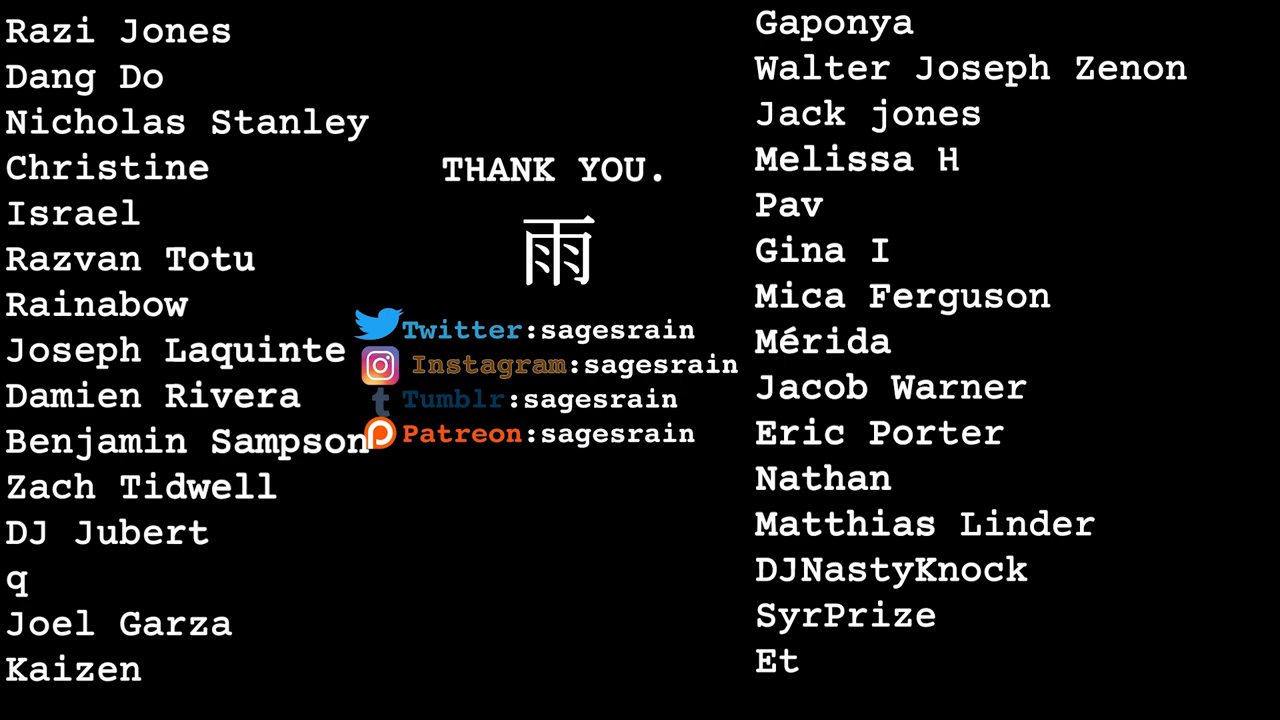 Razi Jones
Dang Do
Nicholas Stanley
Christine
Israel
Razvan Totu
Rainabow
Joseph Laquinte
Damien Rivera
Benjamin Sampson
Zach Tidwell
DJ Jubert
q
Joel Garza
Kaizen
THANK YOU.
雨
Twitter:sagesrain
Instagram:sagesrain
Tumblr:sagesrain
Patreon:sagesrain
Gaponya
Walter Joseph Zenon
Jack jones
Melissa H
Pav
Gina I
Mica Ferguson
Mérida
Jacob Warner
Eric Porter
Nathan
Matthias Linder
DJNastyKnock
SyrPrize
Et